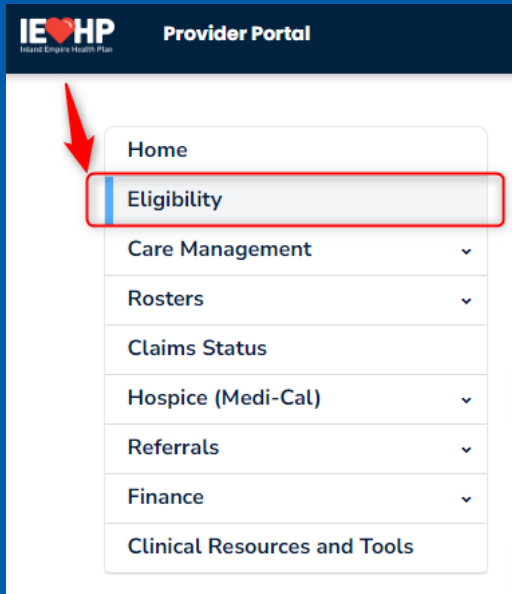 IEHP
Inland Empire Health Plan
Provider Portal
Home
Eligibility
Care Management
Rosters
Claims Status
Hospice (Medi-Cal)
Referrals
Finance
Clinical Resources and Tools